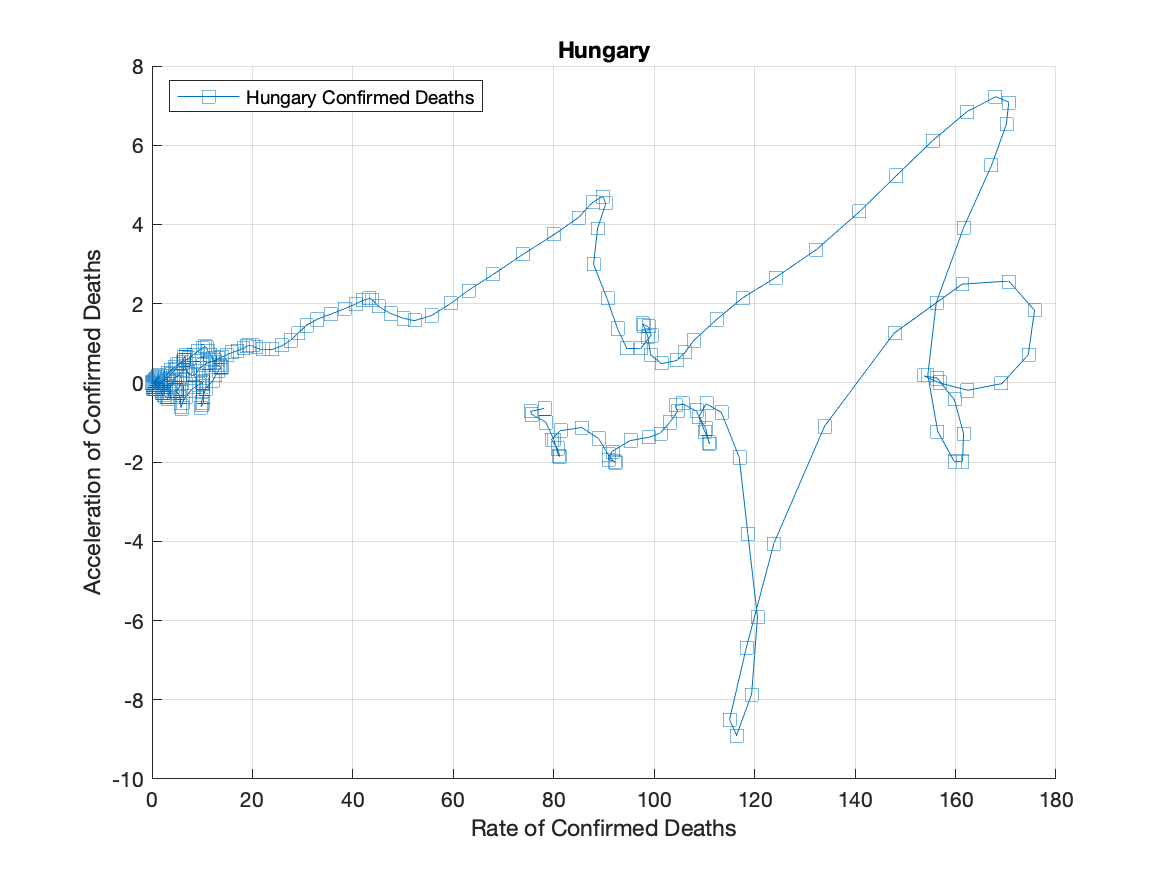 Hungary
Hungary Confirmed Deaths
8
6
4
2
0
-2
-4
-6
-8
-10
Acceleration of Confirmed Deaths
0 20 40 60 80 100 120 140 160 180
Rate of Confirmed Deaths